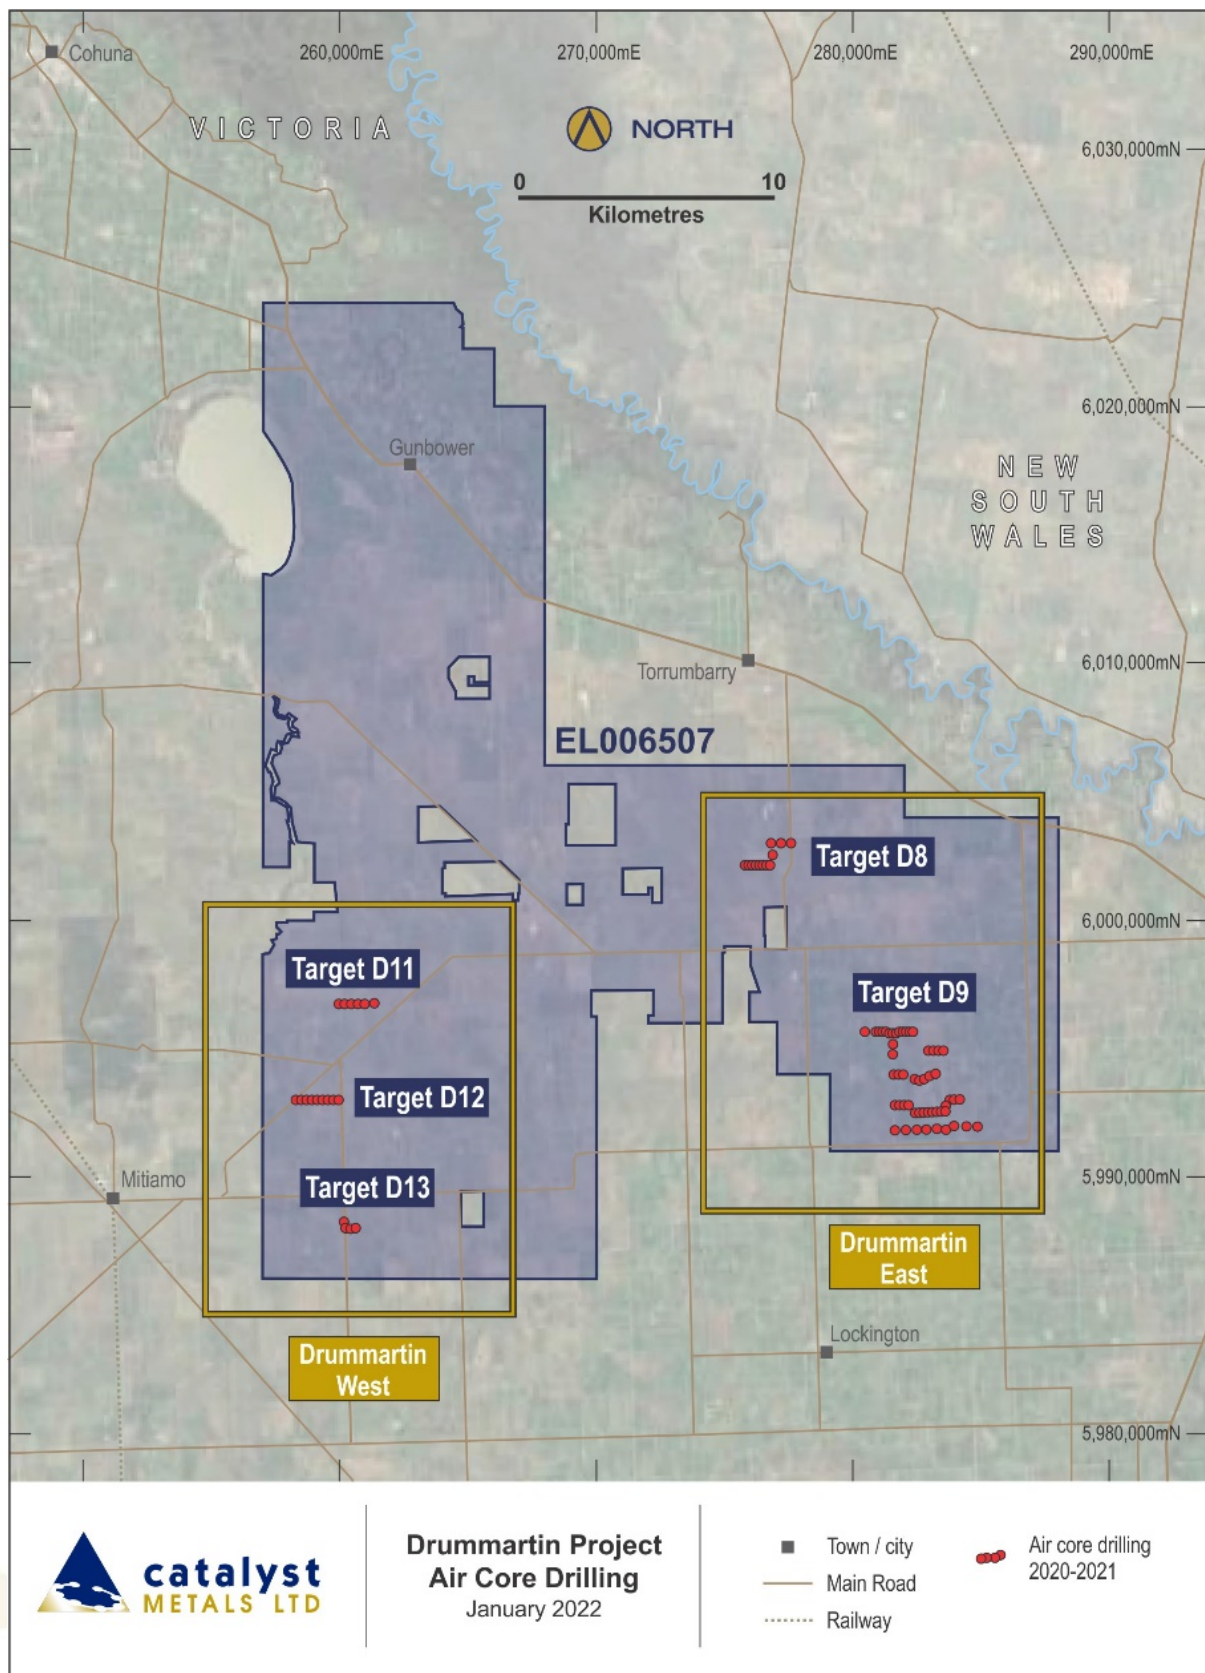 260,000mE
270,000mE
280,000mE
290,000mE
Cohuna
VICTORIA
NORTH
6,030,000mN
0
10
Kilometres
6,020,000mN
Gunbower
NEW
SOUTH
WALES
Torrumbarry
6,010,000mN
EL006507
Target D8
6,000,000mN
Target D11
Target D9
Target D12
Mitiamo
Target D13
5,990,000mN
Drummartin
East
Lockington
Drummartin
West
5,980,000mN
catalyst
METALS LTD
Drummartin Project
Air Core Drilling
January 2022
Town / city
Main Road
Railway
Air core drilling
2020-2021